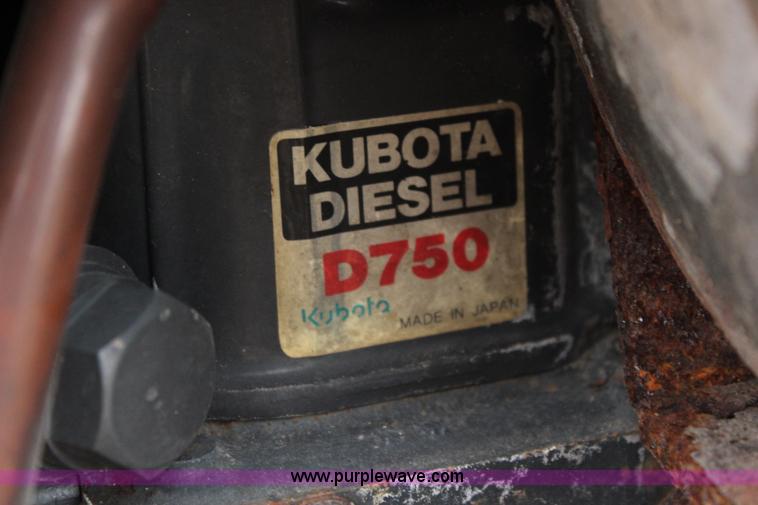 KUBOTA
DIESEL
D750
Kubota
MADE IN JAPAN
www.purplewave.com